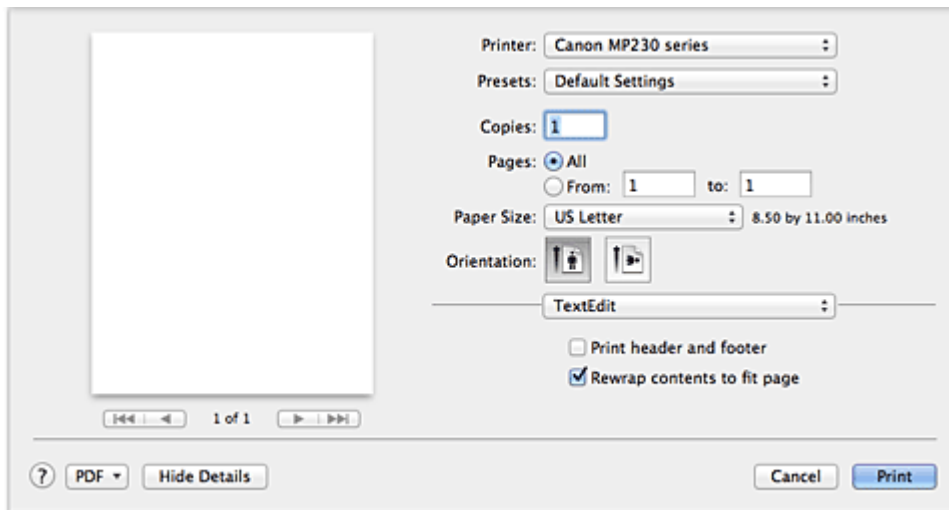 Printer: Canon MP230 series
Presets: Default Settings
Copies: 1
Pages: All
From: 1 to: 1
Paper Size: US Letter 8.50 by 11.00 inches
Orientation:
TextEdit
Print header and footer
Rewrap contents to fit page
1 of 1
? PDF Hide Details Cancel Print